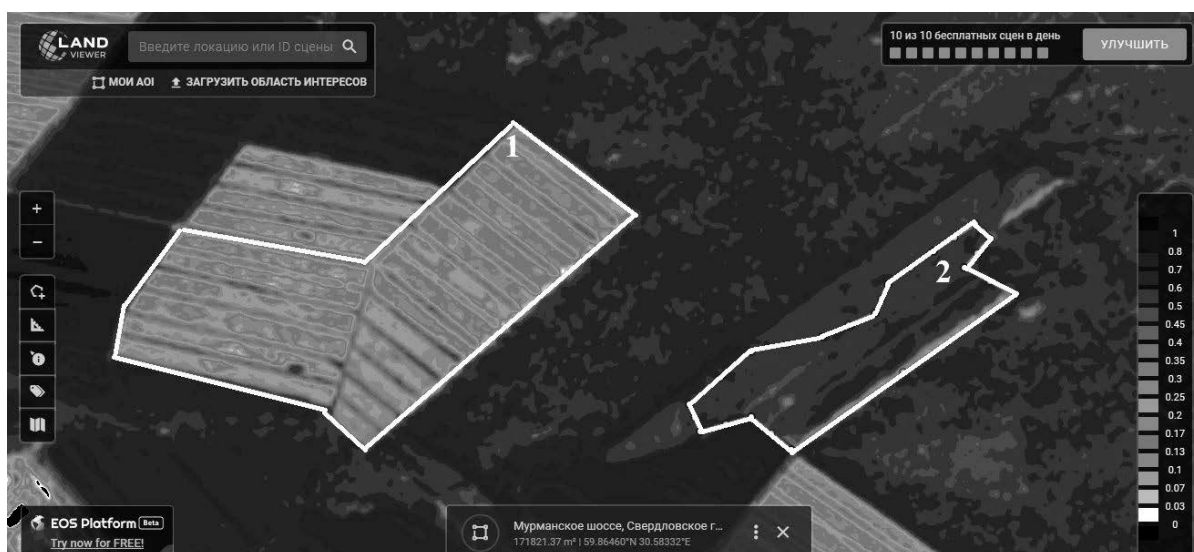 LAND
VIEWER
Введите локацию или ID сцены
МОИ AOI
ЗАГРУЗИТЬ ОБЛАСТЬ ИНТЕРЕСОВ
10 из 10 бесплатных сцен в день
УЛУЧШИТЬ
1
2
+
−
1
0.8
0.7
0.6
0.5
0.45
0.4
0.35
0.3
0.25
0.2
0.17
0.13
0.1
0.07
0.03
0
EOS Platform Beta
Try now for FREE!
Мурманское шоссе, Свердловское г...
171821.37 m² | 59.86460°N 30.58332°E